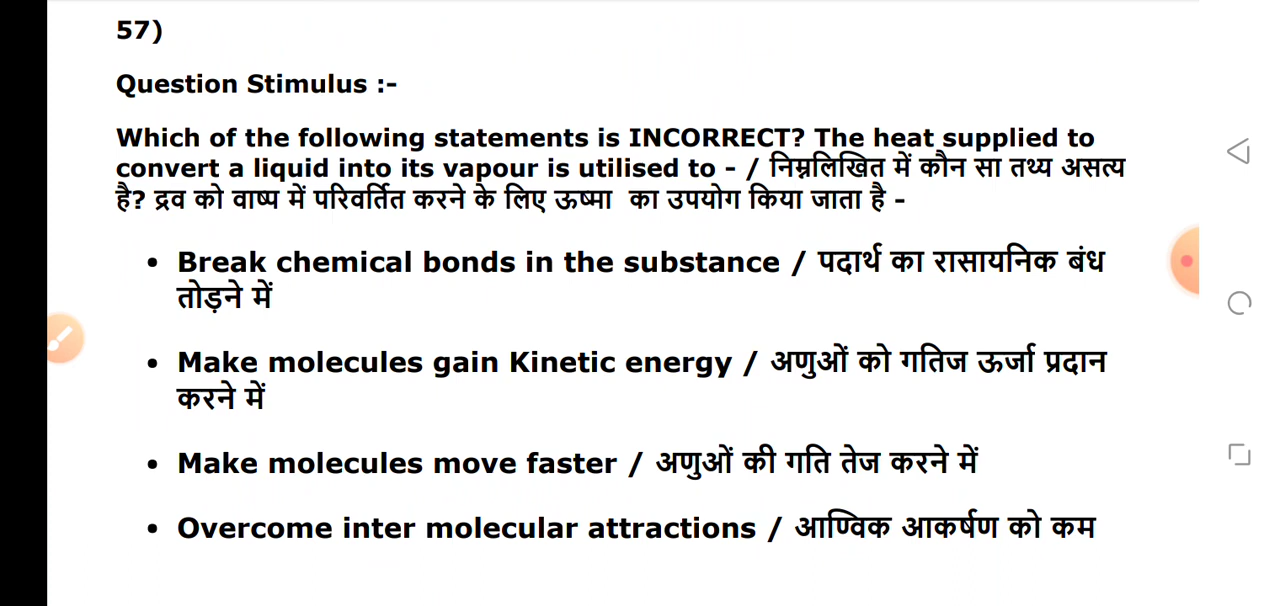 57)
Question Stimulus :-
Which of the following statements is INCORRECT? The heat supplied to
convert a liquid into its vapour is utilised to - / निम्नलिखित में कौन सा तथ्य असत्य
है? द्रव को वाष्प में परिवर्तित करने के लिए ऊष्मा का उपयोग किया जाता है -
• Break chemical bonds in the substance / पदार्थ का रासायनिक बंध
तोड़ने में
• Make molecules gain Kinetic energy / अणुओं को गतिज ऊर्जा प्रदान
करने में
• Make molecules move faster / अणुओं की गति तेज करने में
• Overcome inter molecular attractions / आण्विक आकर्षण को कम